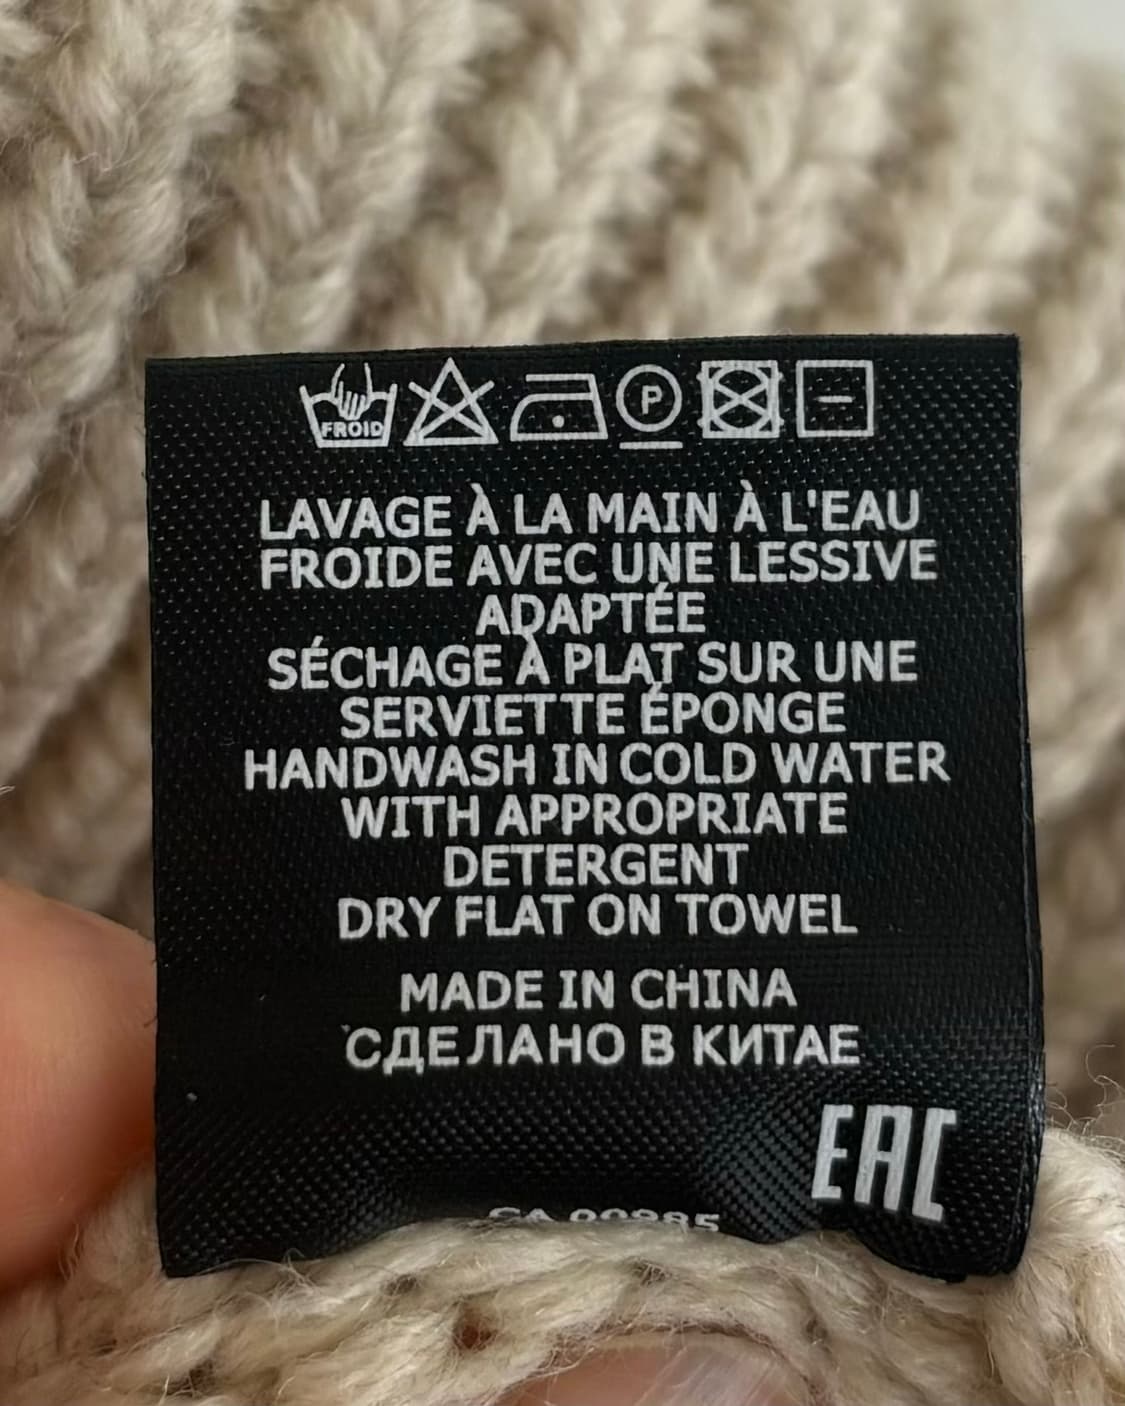 FROID P
LAVAGE À LA MAIN À L'EAU
FROIDE AVEC UNE LESSIVE
ADAPTÉE
SÉCHAGE À PLAT SUR UNE
SERVIETTE ÉPONGE
HANDWASH IN COLD WATER
WITH APPROPRIATE
DETERGENT
DRY FLAT ON TOWEL
MADE IN CHINA
СДЕЛАНО В КИТАЕ
EAC
CA